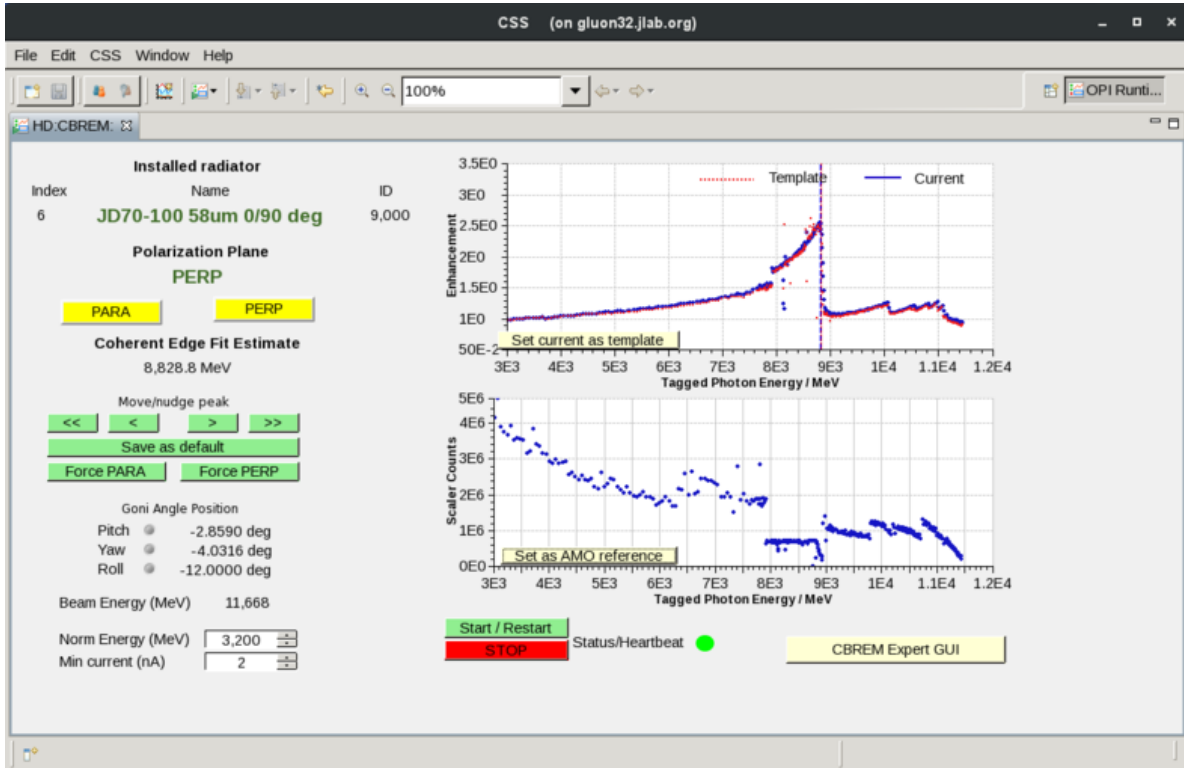 CSS (on gluon32.jlab.org)
File Edit CSS Window Help
100%
OPI Runti...
HD:CBREM:
Installed radiator
Index Name ID
6 JD70-100 58um 0/90 deg 9,000
Polarization Plane
PERP
PARA PERP
Coherent Edge Fit Estimate
8,828.8 MeV
Move/nudge peak
<< < > >>
Save as default
Force PARA Force PERP
Goni Angle Position
Pitch -2.8590 deg
Yaw -4.0316 deg
Roll -12.0000 deg
Beam Energy (MeV) 11,668
Norm Energy (MeV) 3,200
Min current (nA) 2
Template Current
Enhancement
3.5E0
3E0
2.5E0
2E0
1.5E0
1E0
50E-2
Set current as template
3E3 4E3 5E3 6E3 7E3 8E3 9E3 1E4 1.1E4 1.2E4
Tagged Photon Energy / MeV
Scaler Counts
5E6
4E6
3E6
2E6
1E6
0E0
Set as AMO reference
3E3 4E3 5E3 6E3 7E3 8E3 9E3 1E4 1.1E4 1.2E4
Tagged Photon Energy / MeV
Start / Restart
STOP
Status/Heartbeat
CBREM Expert GUI